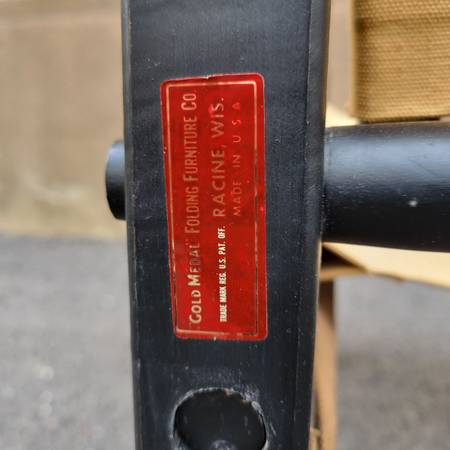 "GOLD MEDAL" FOLDING FURNITURE CO.
RACINE, WIS.
TRADE MARK REG. U.S. PAT. OFF.
MADE IN U S A